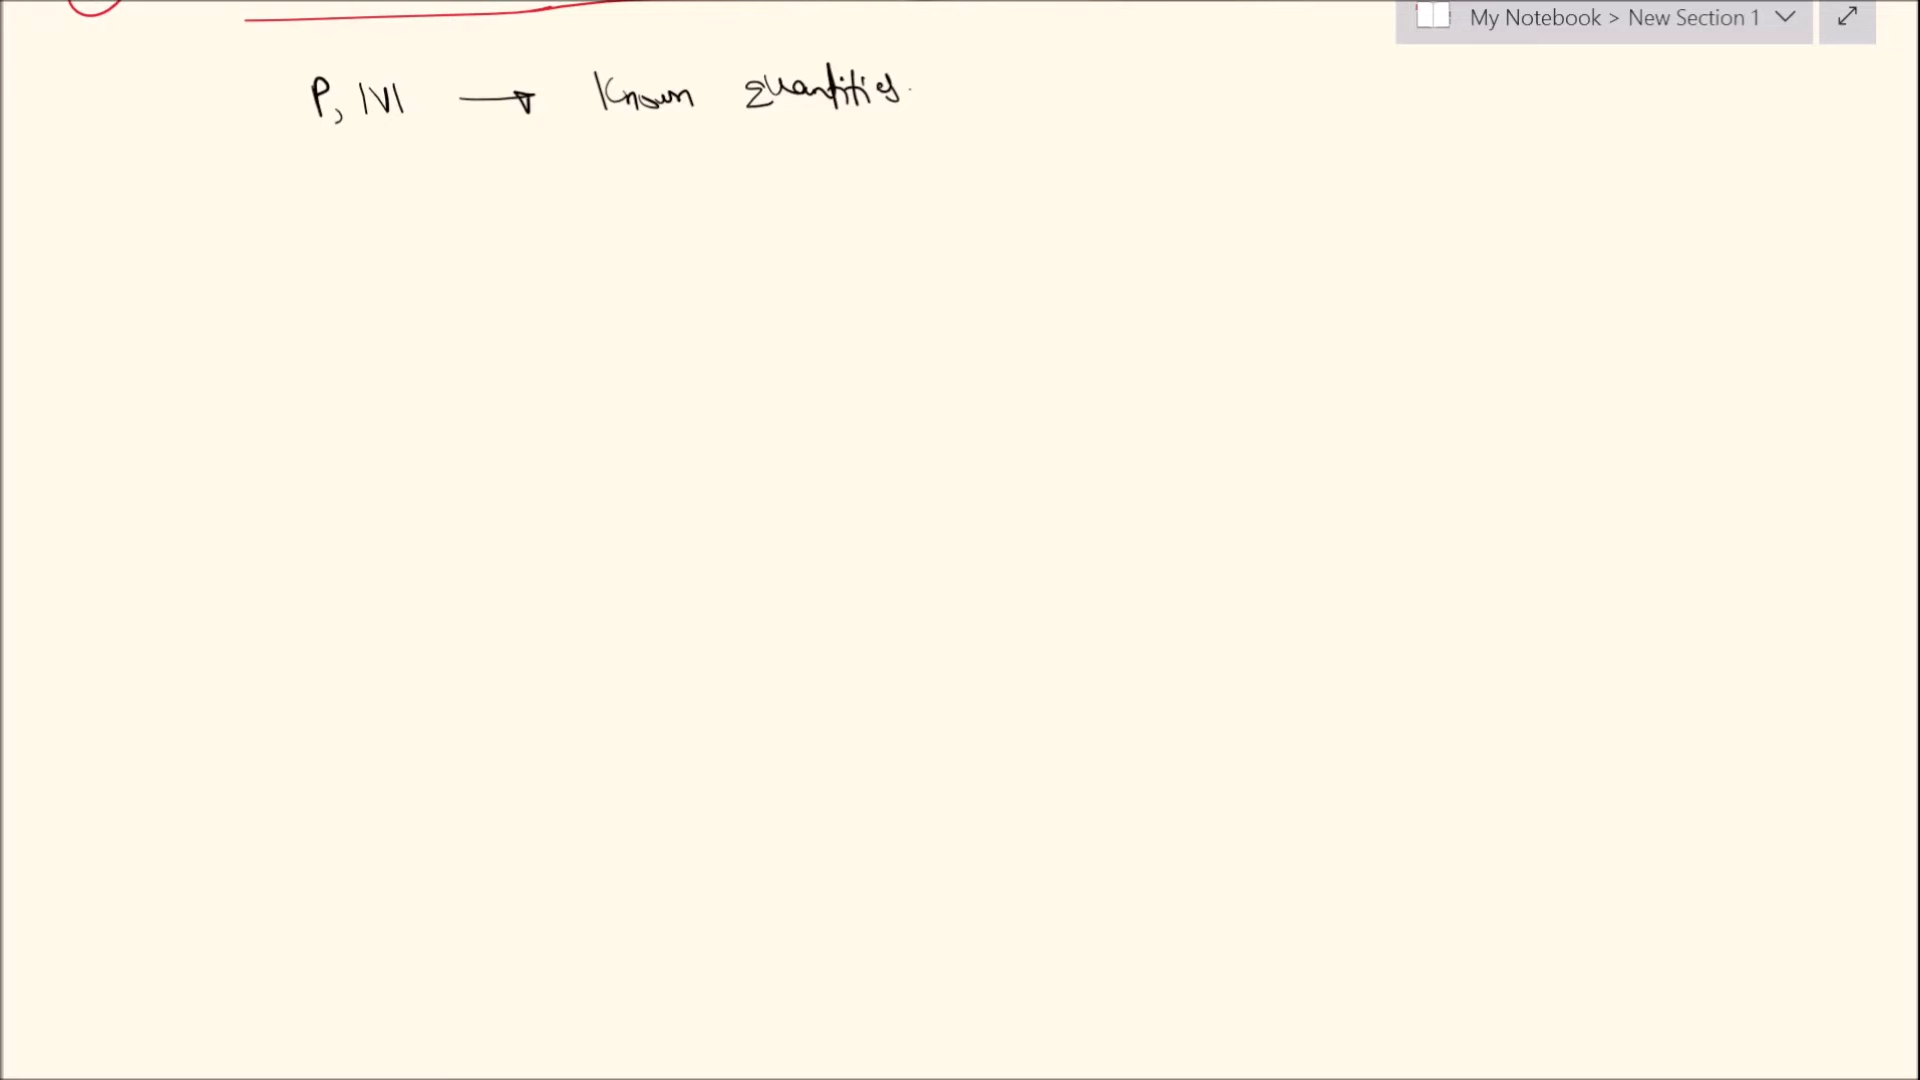 My Notebook > New Section 1
P, |V| → Known quantities.